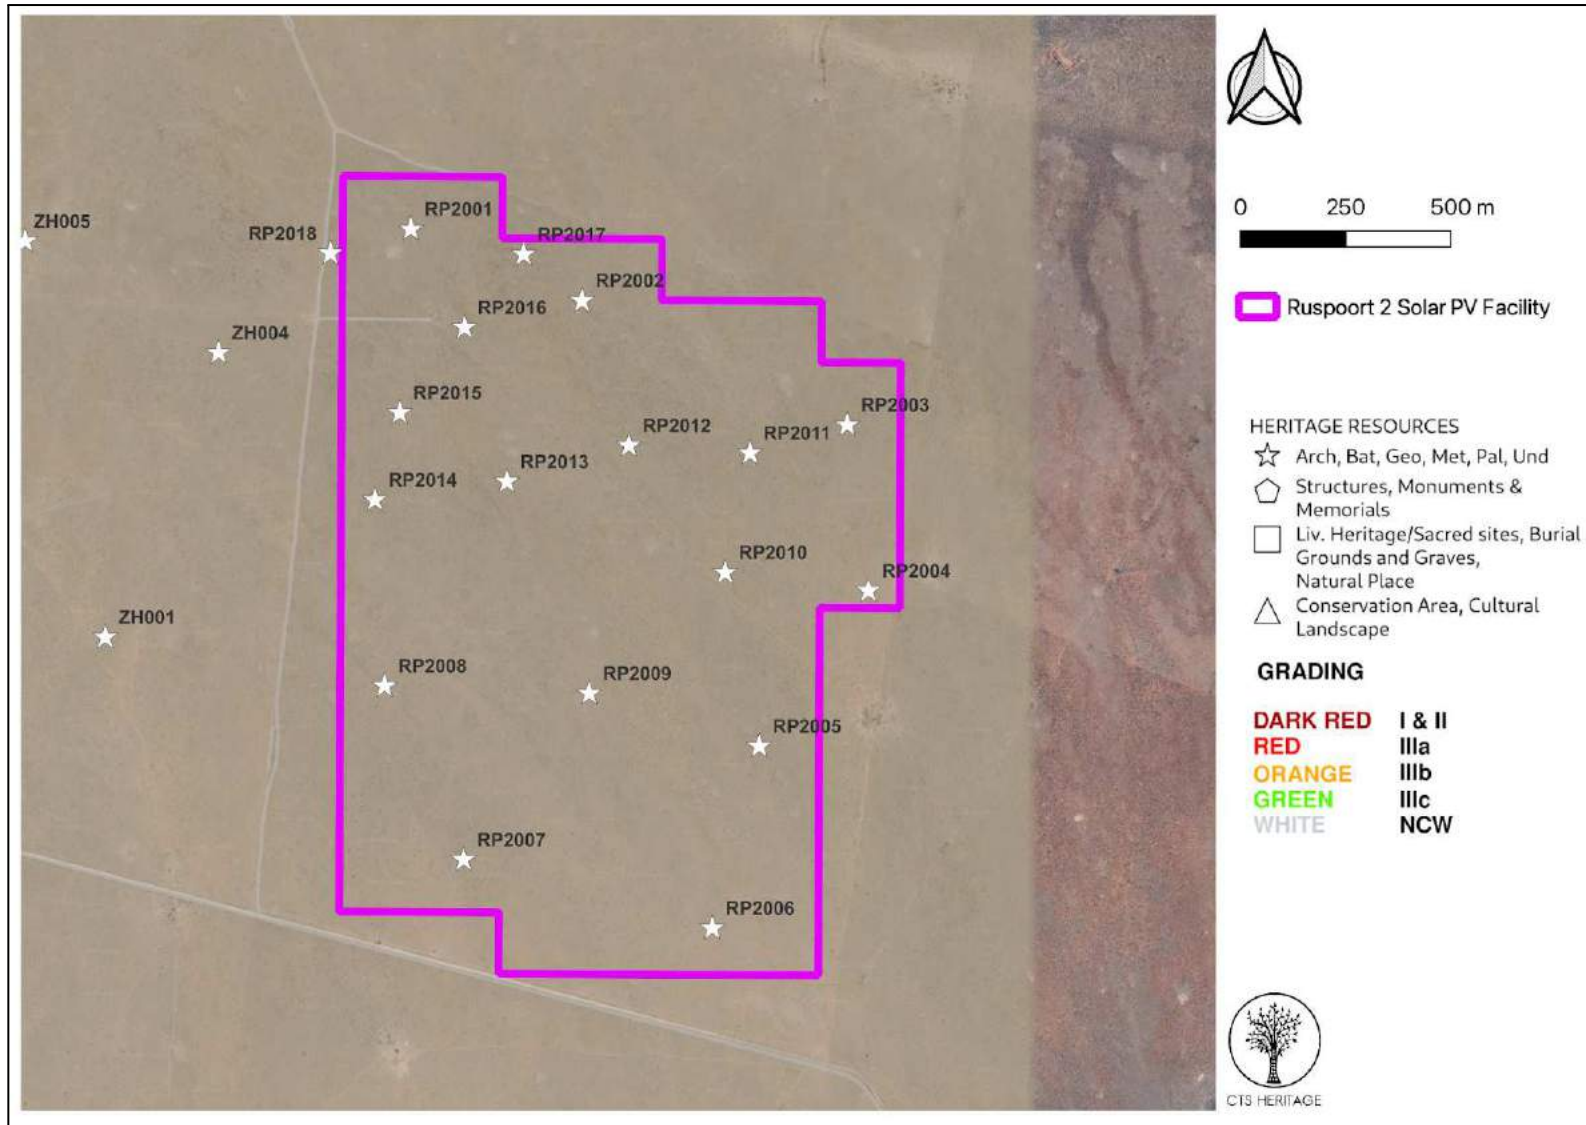 ZH005
RP2018
RP2001
RP2017
RP2002
RP2016
ZH004
RP2015
RP2003
RP2012
RP2011
RP2013
RP2014
RP2010
RP2004
ZH001
RP2008
RP2009
RP2005
RP2007
RP2006
0 250 500 m
Ruspoort 2 Solar PV Facility
HERITAGE RESOURCES
Arch, Bat, Geo, Met, Pal, Und
Structures, Monuments &
Memorials
Liv. Heritage/Sacred sites, Burial
Grounds and Graves,
Natural Place
Conservation Area, Cultural
Landscape
GRADING
DARK RED I & II
RED IIIa
ORANGE IIIb
GREEN IIIc
WHITE NCW
CTS HERITAGE